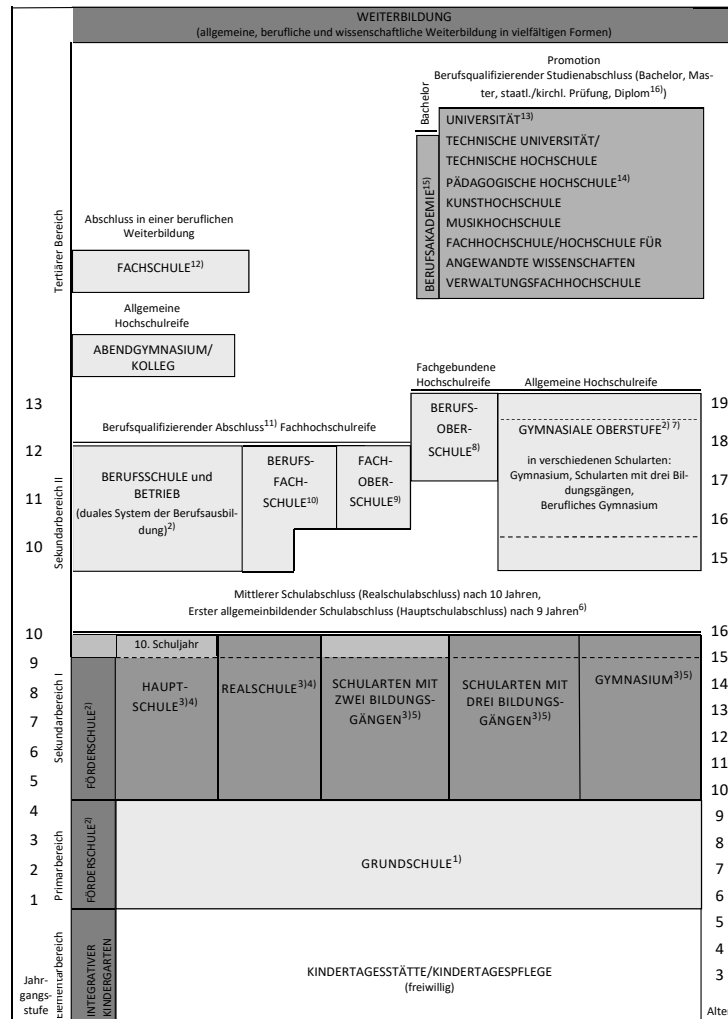 WEITERBILDUNG
(allgemeine, berufliche und wissenschaftliche Weiterbildung in vielfältigen Formen)
Promotion
Berufsqualifizierender Studienabschluss (Bachelor, Mas-
ter, staatl./kirchl. Prüfung, Diplom16))
Bachelor
BERUFSAKADEMIE15)
UNIVERSITÄT13)
TECHNISCHE UNIVERSITÄT/
TECHNISCHE HOCHSCHULE
PÄDAGOGISCHE HOCHSCHULE14)
KUNSTHOCHSCHULE
MUSIKHOCHSCHULE
FACHHOCHSCHULE/HOCHSCHULE FÜR
ANGEWANDTE WISSENSCHAFTEN
VERWALTUNGSFACHHOCHSCHULE
Tertiärer Bereich
Abschluss in einer beruflichen
Weiterbildung
FACHSCHULE12)
Allgemeine
Hochschulreife
ABENDGYMNASIUM/
KOLLEG
Fachgebundene
Hochschulreife
Allgemeine Hochschulreife
13
12
11
10
Sekundarbereich II
Berufsqualifizierender Abschluss11) Fachhochschulreife
BERUFSSCHULE und
BETRIEB
(duales System der Berufsausbil-
dung)2)
BERUFS-
FACH-
SCHULE10)
FACH-
OBER-
SCHULE9)
BERUFS-
OBER-
SCHULE8)
GYMNASIALE OBERSTUFE2) 7)
in verschiedenen Schularten:
Gymnasium, Schularten mit drei Bil-
dungsgängen,
Berufliches Gymnasium
19
18
17
16
15
Mittlerer Schulabschluss (Realschulabschluss) nach 10 Jahren,
Erster allgemeinbildender Schulabschluss (Hauptschulabschluss) nach 9 Jahren6)
10
9
8
7
6
5
Sekundarbereich I
FÖRDERSCHULE2)
10. Schuljahr
HAUPT-
SCHULE3)4)
REALSCHULE3)4)
SCHULARTEN MIT
ZWEI BILDUNGS-
GÄNGEN3)5)
SCHULARTEN MIT
DREI BILDUNGS-
GÄNGEN3)5)
GYMNASIUM3)5)
16
15
14
13
12
11
10
4
3
2
1
Primarbereich
FÖRDERSCHULE2)
GRUNDSCHULE1)
9
8
7
6
Elementarbereich
INTEGRATIVER
KINDERGARTEN
KINDERTAGESSTÄTTE/KINDERTAGESPFLEGE
(freiwillig)
5
4
3
Jahr-
gangs-
stufe
Alter